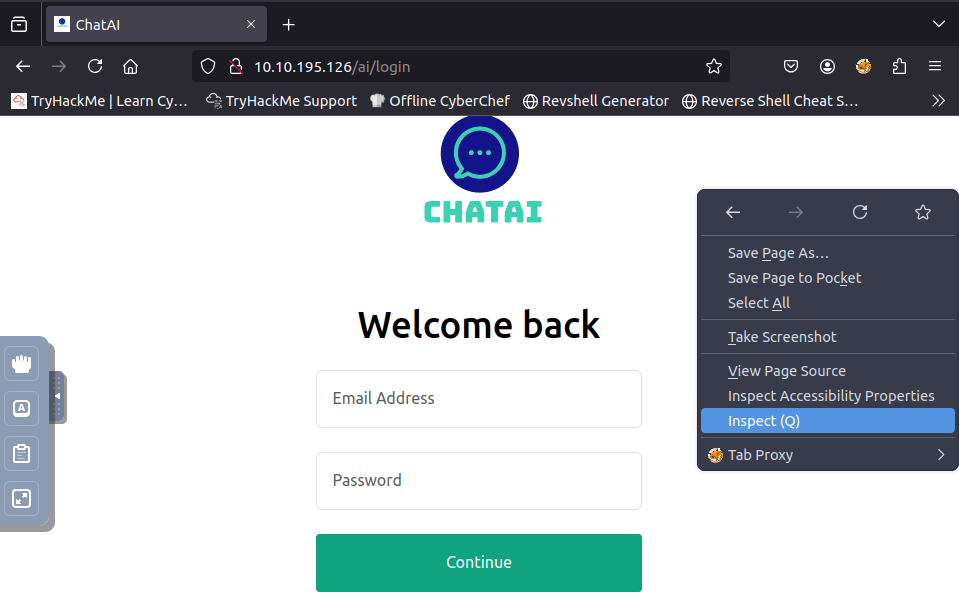 ChatAI
10.10.195.126/ai/login
TryHackMe | Learn Cy…
TryHackMe Support
Offline CyberChef
Revshell Generator
Reverse Shell Cheat S…
CHATAI
Welcome back
Email Address
Password
Continue
Save Page As…
Save Page to Pocket
Select All
Take Screenshot
View Page Source
Inspect Accessibility Properties
Inspect (Q)
Tab Proxy
A